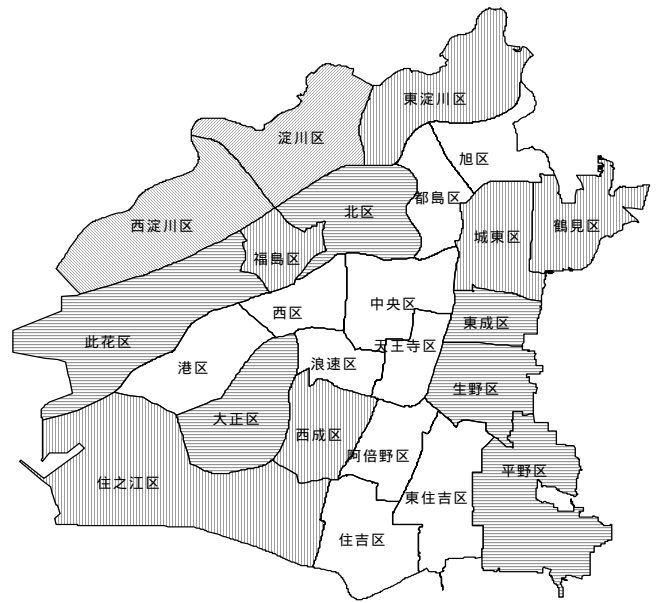 東淀川区
淀川区
旭区
都島区
北区
西淀川区
鶴見区
城東区
福島区
中央区
西区
東成区
此花区
天王寺区
浪速区
港区
生野区
大正区
西成区
阿倍野区
平野区
住之江区
東住吉区
住吉区